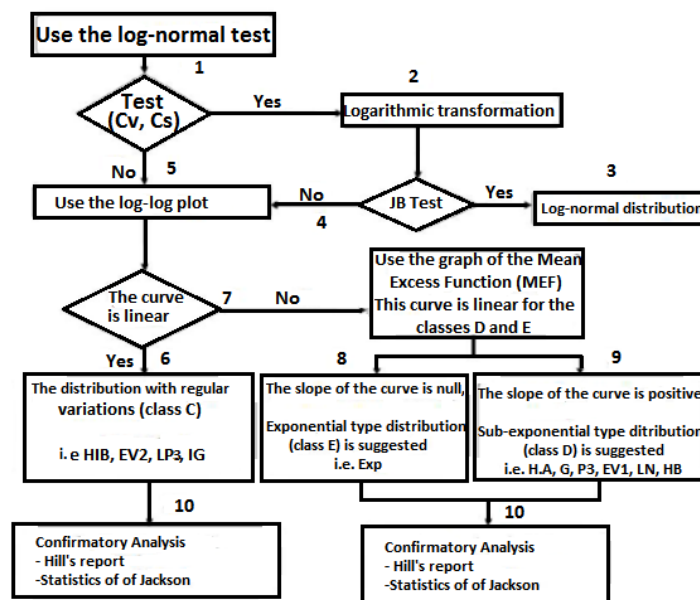 Use the log-normal test
1
2
Test
(Cv, Cs)
Yes
Logarithmic transformation
No
5
3
Use the log-log plot
No
4
JB Test
Yes
Log-normal distribution
The curve
is linear
7
No
Use the graph of the Mean
Excess Function (MEF)
This curve is linear for the
classes D and E
Yes
6
8
9
The distribution with regular
variations (class C)
i.e HIB, EV2, LP3, IG
The slope of the curve is null,
Exponential type distribution
(class E) is suggested
i.e. Exp
The slope of the curve is positive
Sub-exponential type ditribution
(class D) is suggested
i.e. H.A, G, P3, EV1, LN, HB
10
10
Confirmatory Analysis
- Hill's report
-Statistics of of Jackson
Confirmatory Analysis
- Hill's report
-Statistics of of Jackson